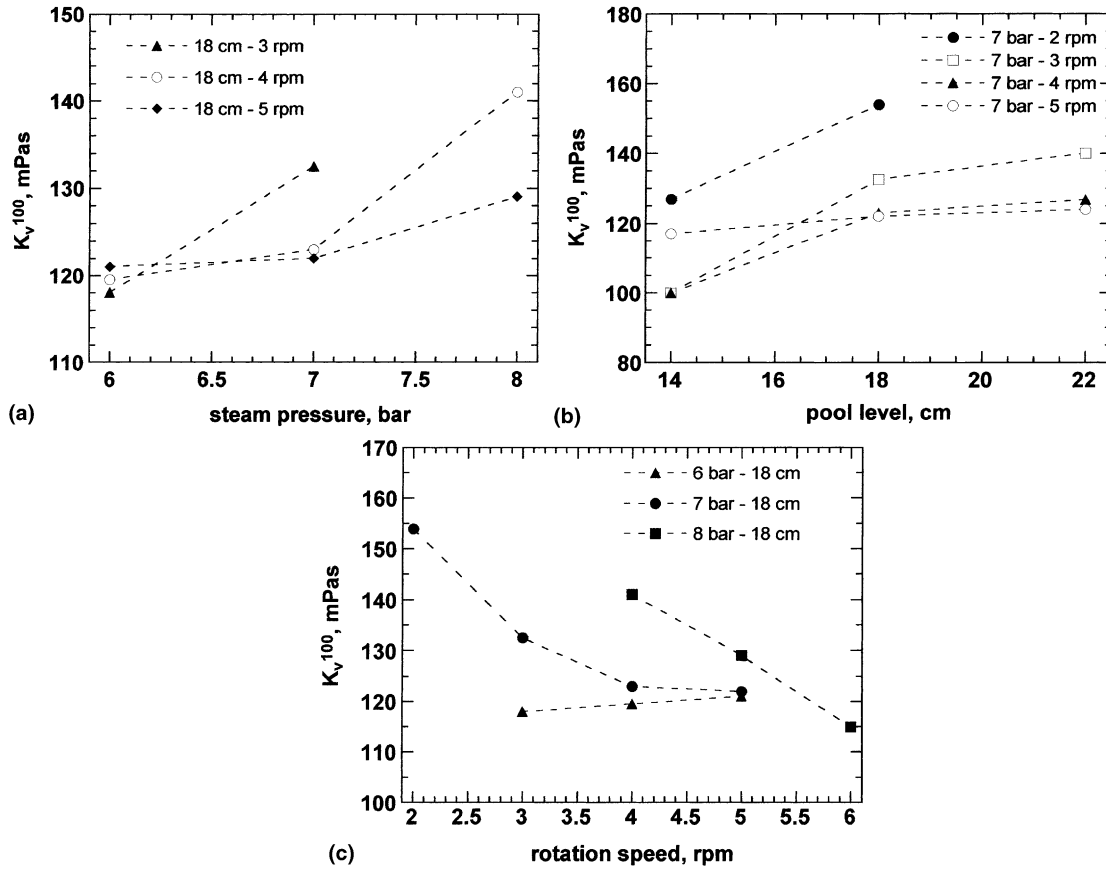 150
140
130
120
110
K_v^100, mPas
18 cm - 3 rpm
18 cm - 4 rpm
18 cm - 5 rpm
6 6.5 7 7.5 8
(a) steam pressure, bar
180
160
140
120
100
80
K_v^100, mPas
7 bar - 2 rpm
7 bar - 3 rpm
7 bar - 4 rpm
7 bar - 5 rpm
14 16 18 20 22
(b) pool level, cm
170
160
150
140
130
120
110
100
K_v^100, mPas
6 bar - 18 cm
7 bar - 18 cm
8 bar - 18 cm
2 2.5 3 3.5 4 4.5 5 5.5 6
(c) rotation speed, rpm